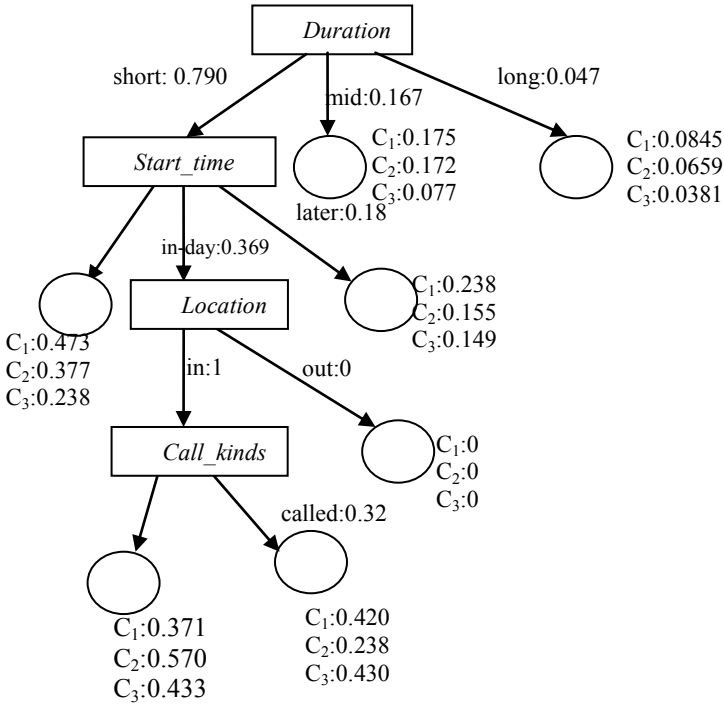 Duration
short: 0.790
mid:0.167
long:0.047
Start_time
C₁:0.175
C₂:0.172
C₃:0.077
C₁:0.0845
C₂:0.0659
C₃:0.0381
later:0.18
in-day:0.369
Location
C₁:0.238
C₂:0.155
C₃:0.149
C₁:0.473
C₂:0.377
C₃:0.238
in:1
out:0
Call_kinds
C₁:0
C₂:0
C₃:0
called:0.32
C₁:0.371
C₂:0.570
C₃:0.433
C₁:0.420
C₂:0.238
C₃:0.430